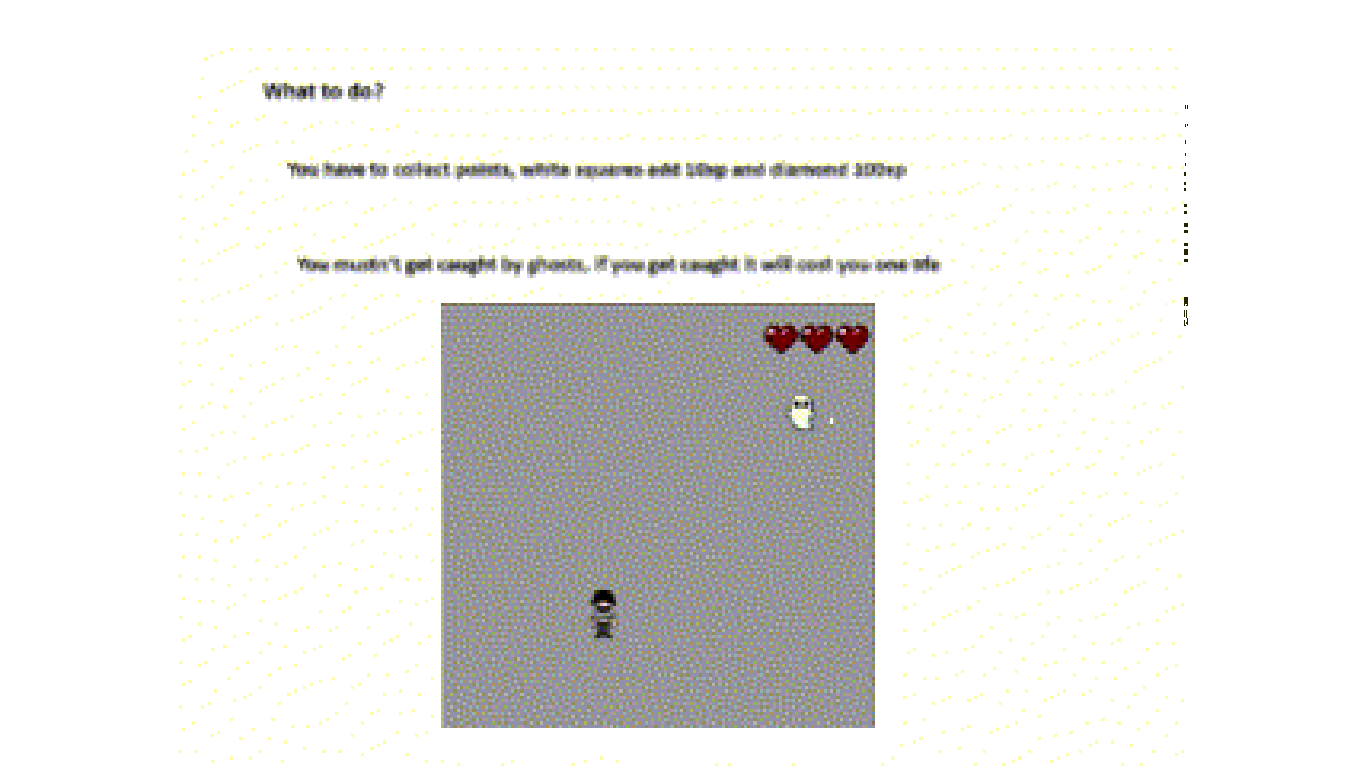 What to do?
You have to collect points, white squares add 10xp and diamond 100xp
You mustn't get caught by ghosts, if you get caught it will cost you one life